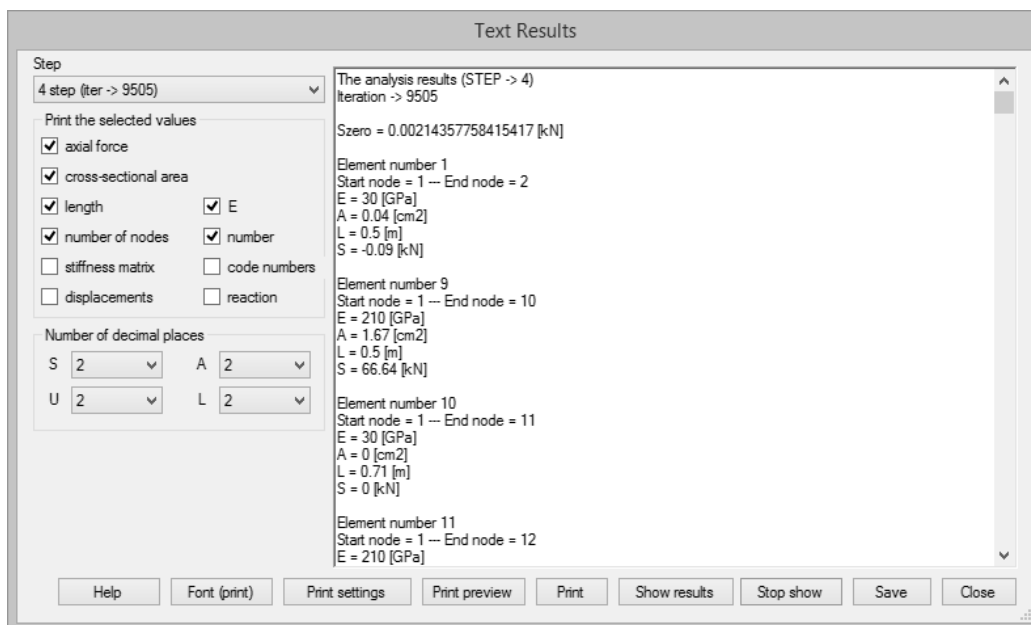 Text Results
Step
4 step (iter -> 9505)
Print the selected values
axial force
cross-sectional area
length
E
number of nodes
number
stiffness matrix
code numbers
displacements
reaction
Number of decimal places
S 2 A 2
U 2 L 2
The analysis results (STEP -> 4)
Iteration -> 9505
Szero = 0.00214357758415417 [kN]
Element number 1
Start node = 1 --- End node = 2
E = 30 [GPa]
A = 0.04 [cm2]
L = 0.5 [m]
S = -0.09 [kN]
Element number 9
Start node = 1 --- End node = 10
E = 210 [GPa]
A = 1.67 [cm2]
L = 0.5 [m]
S = 66.64 [kN]
Element number 10
Start node = 1 --- End node = 11
E = 30 [GPa]
A = 0 [cm2]
L = 0.71 [m]
S = 0 [kN]
Element number 11
Start node = 1 --- End node = 12
E = 210 [GPa]
Help Font (print) Print settings Print preview Print Show results Stop show Save Close